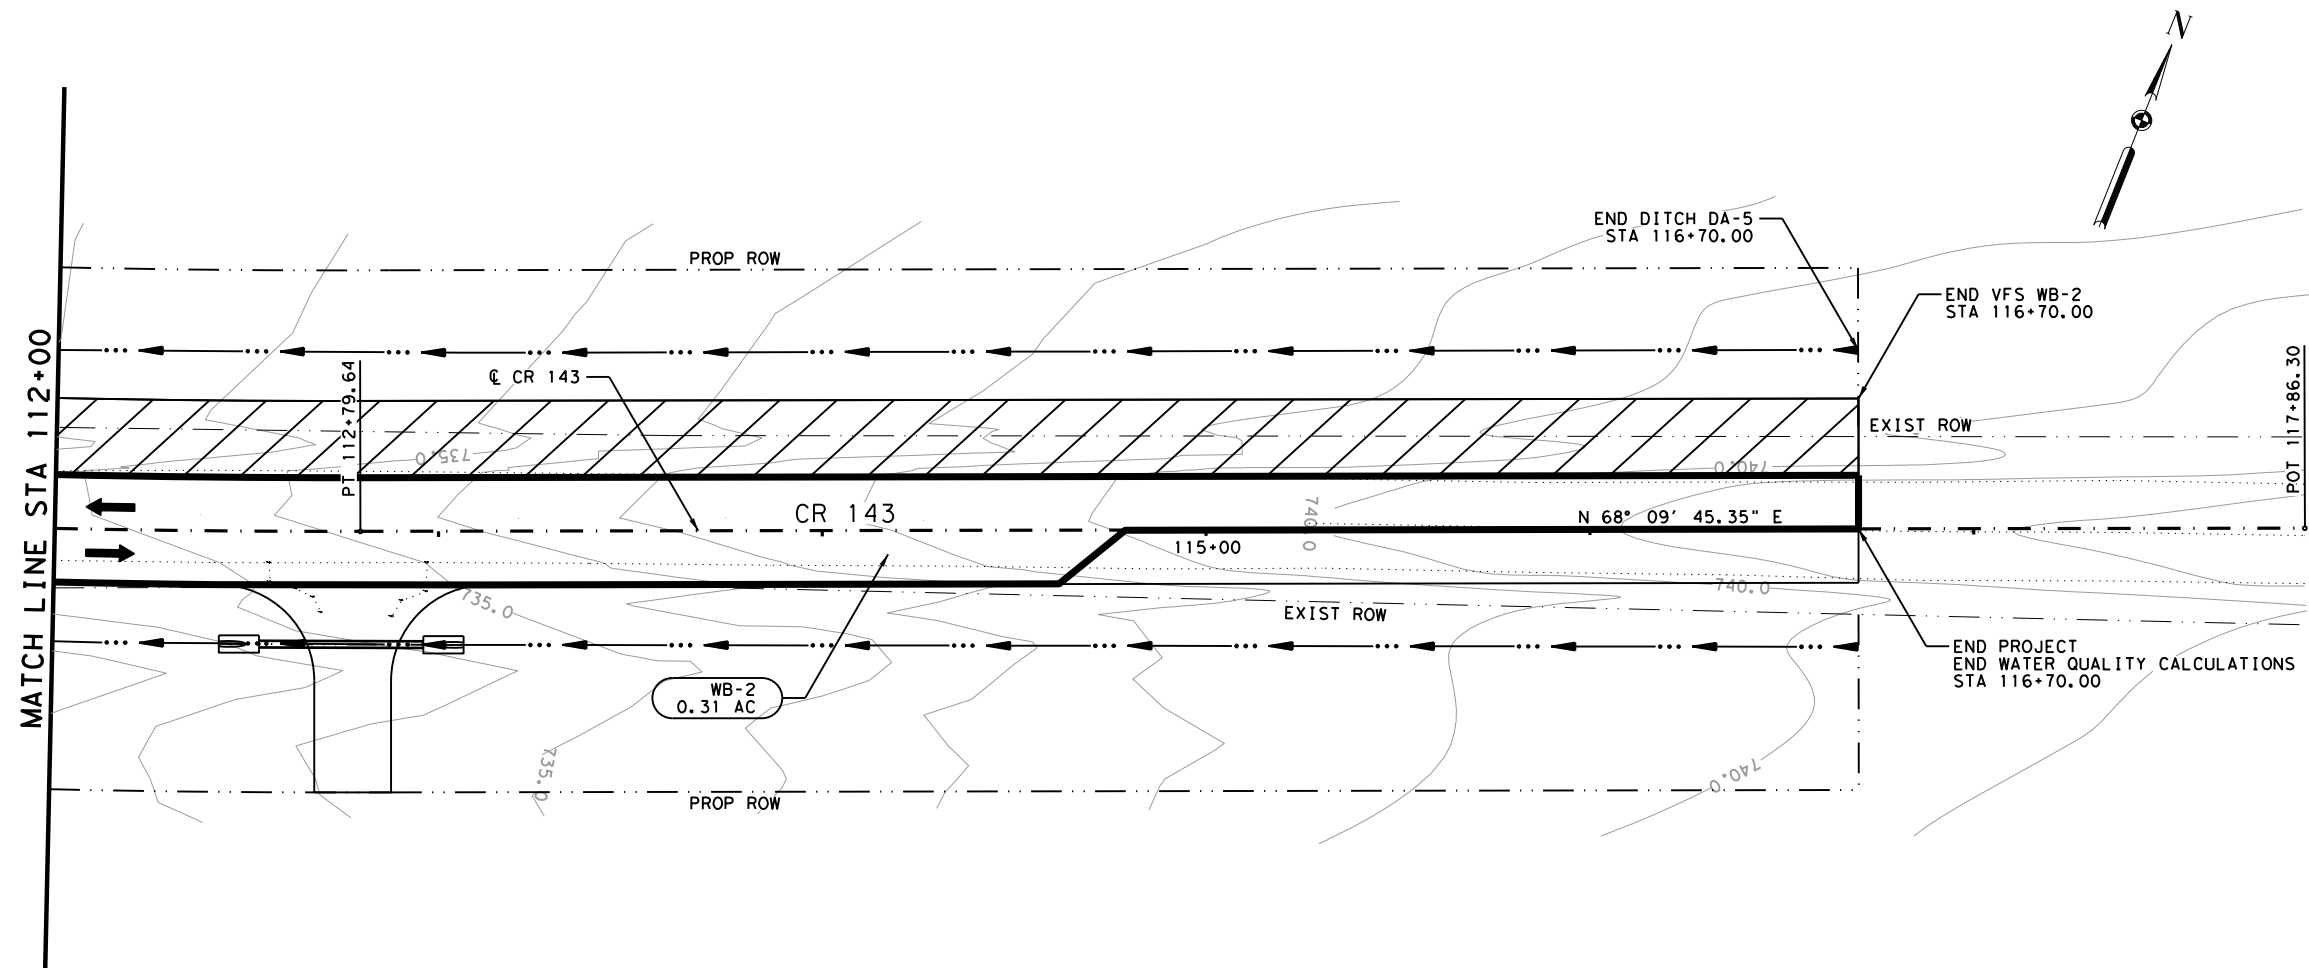 N
END DITCH DA-5
STA 116+70.00
PROP ROW
END VFS WB-2
STA 116+70.00
MATCH LINE STA 112+00
PT 112+79.64
℄ CR 143
POT 117+86.30
EXIST ROW
735.0
740.0
CR 143
740.0
N 68° 09' 45.35" E
115+00
735.0
740.0
EXIST ROW
END PROJECT
END WATER QUALITY CALCULATIONS
STA 116+70.00
WB-2
0.31 AC
735.0
740.0
PROP ROW